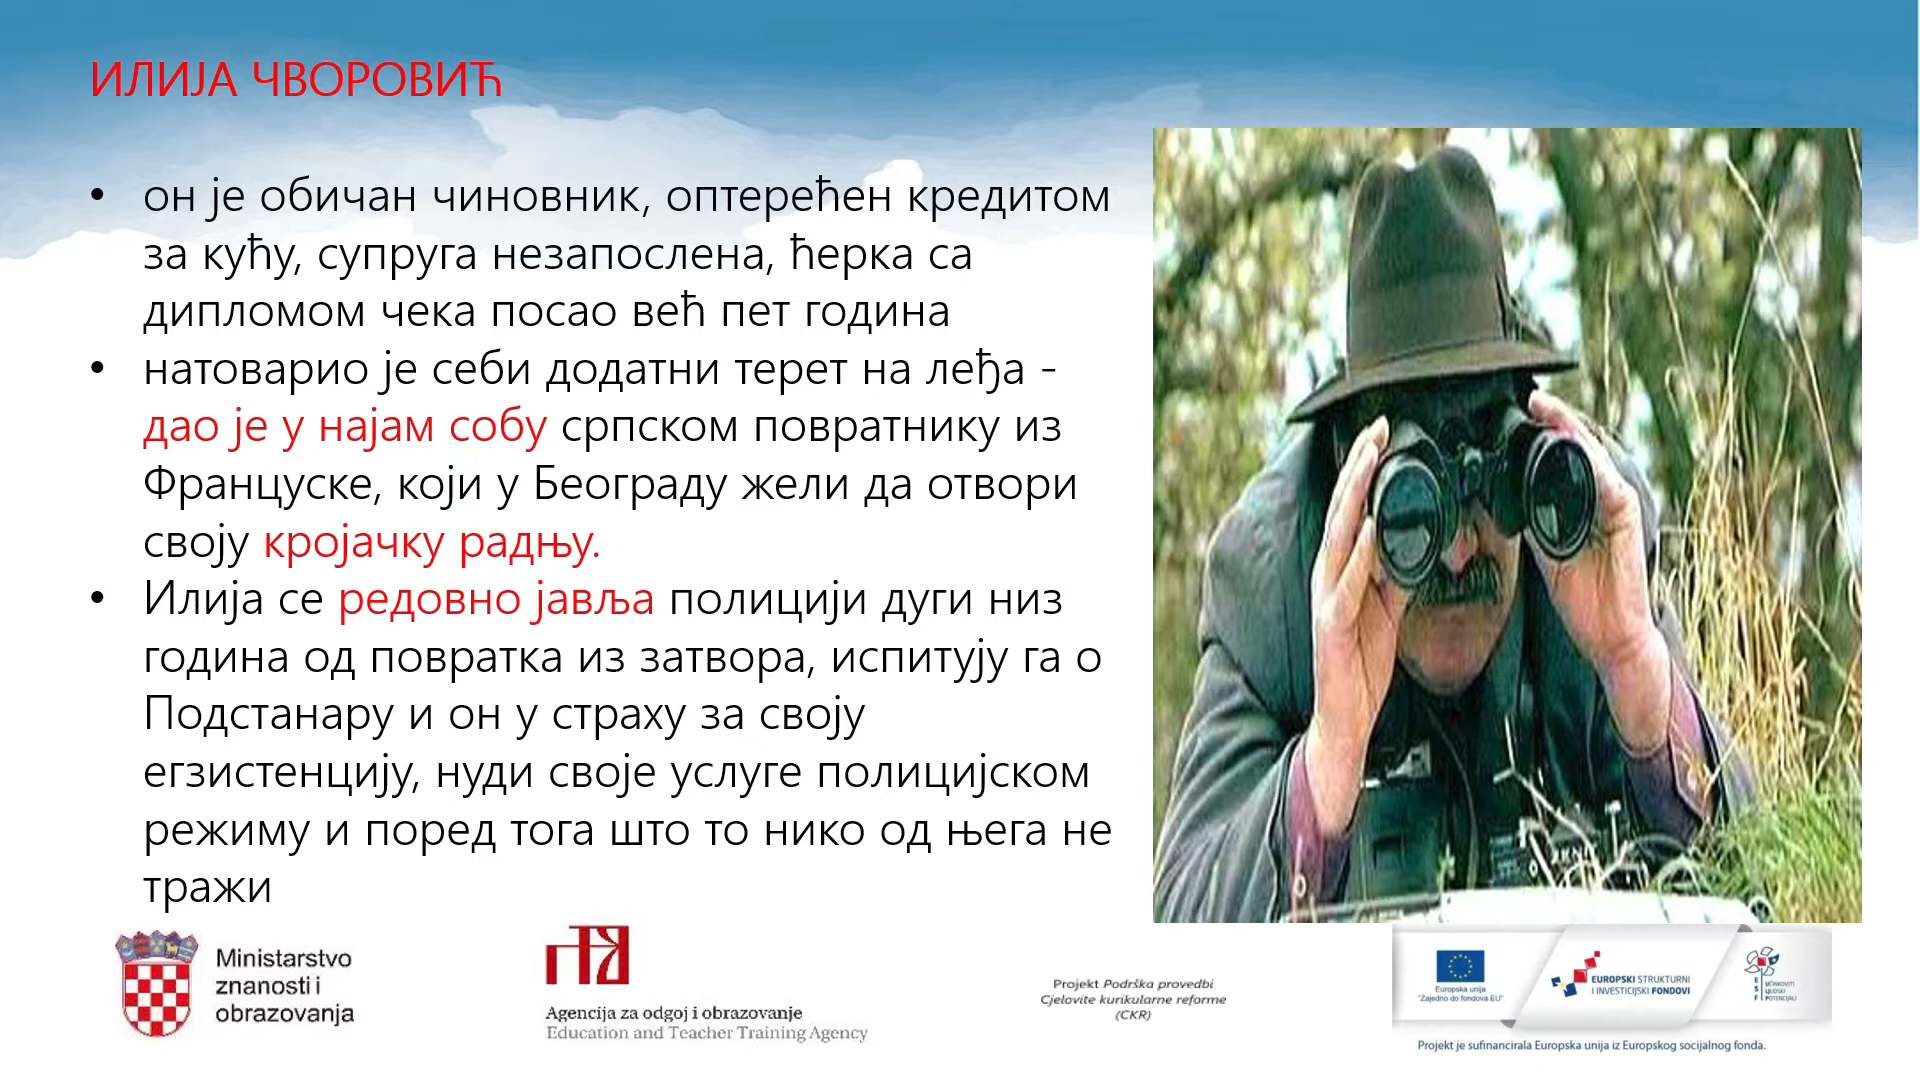 ИЛИЈА ЧВОРОВИЋ
• он је обичан чиновник, оптерећен кредитом
за кућу, супруга незапослена, ћерка са
дипломом чека посао већ пет година
• натоварио је себи додатни терет на леђа -
дао је у најам собу српском повратнику из
Француске, који у Београду жели да отвори
своју кројачку радњу.
• Илија се редовно јавља полицији дуги низ
година од повратка из затвора, испитују га о
Подстанару и он у страху за своју
егзистенцију, нуди своје услуге полицијском
режиму и поред тога што то нико од њега не
тражи
Ministarstvo
znanosti i
obrazovanja
Agencija za odgoj i obrazovanje
Education and Teacher Training Agency
Projekt Podrška provedbi
Cjelovite kurikularne reforme
(CKR)
Europska unija
"Zajedno do fondova EU"
EUROPSKI STRUKTURNI
I INVESTICIJSKI FONDOVI
ESF
UČINKOVITI
LJUDSKI
POTENCIJALI
Projekt je sufinancirala Europska unija iz Europskog socijalnog fonda.